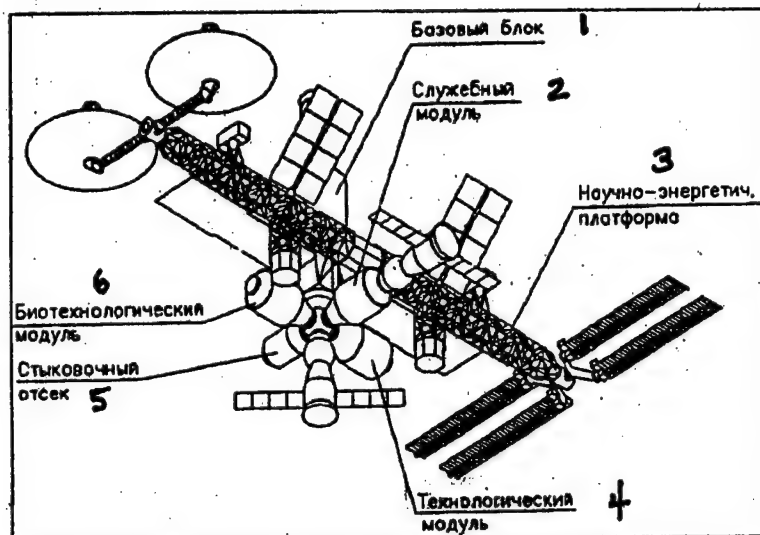 Базовый блок 1
Служебный 2
модуль
3
Научно-энергетич.
платформа
6
Биотехнологический
модуль
Стыковочный
отсек 5
Технологический 4
модуль